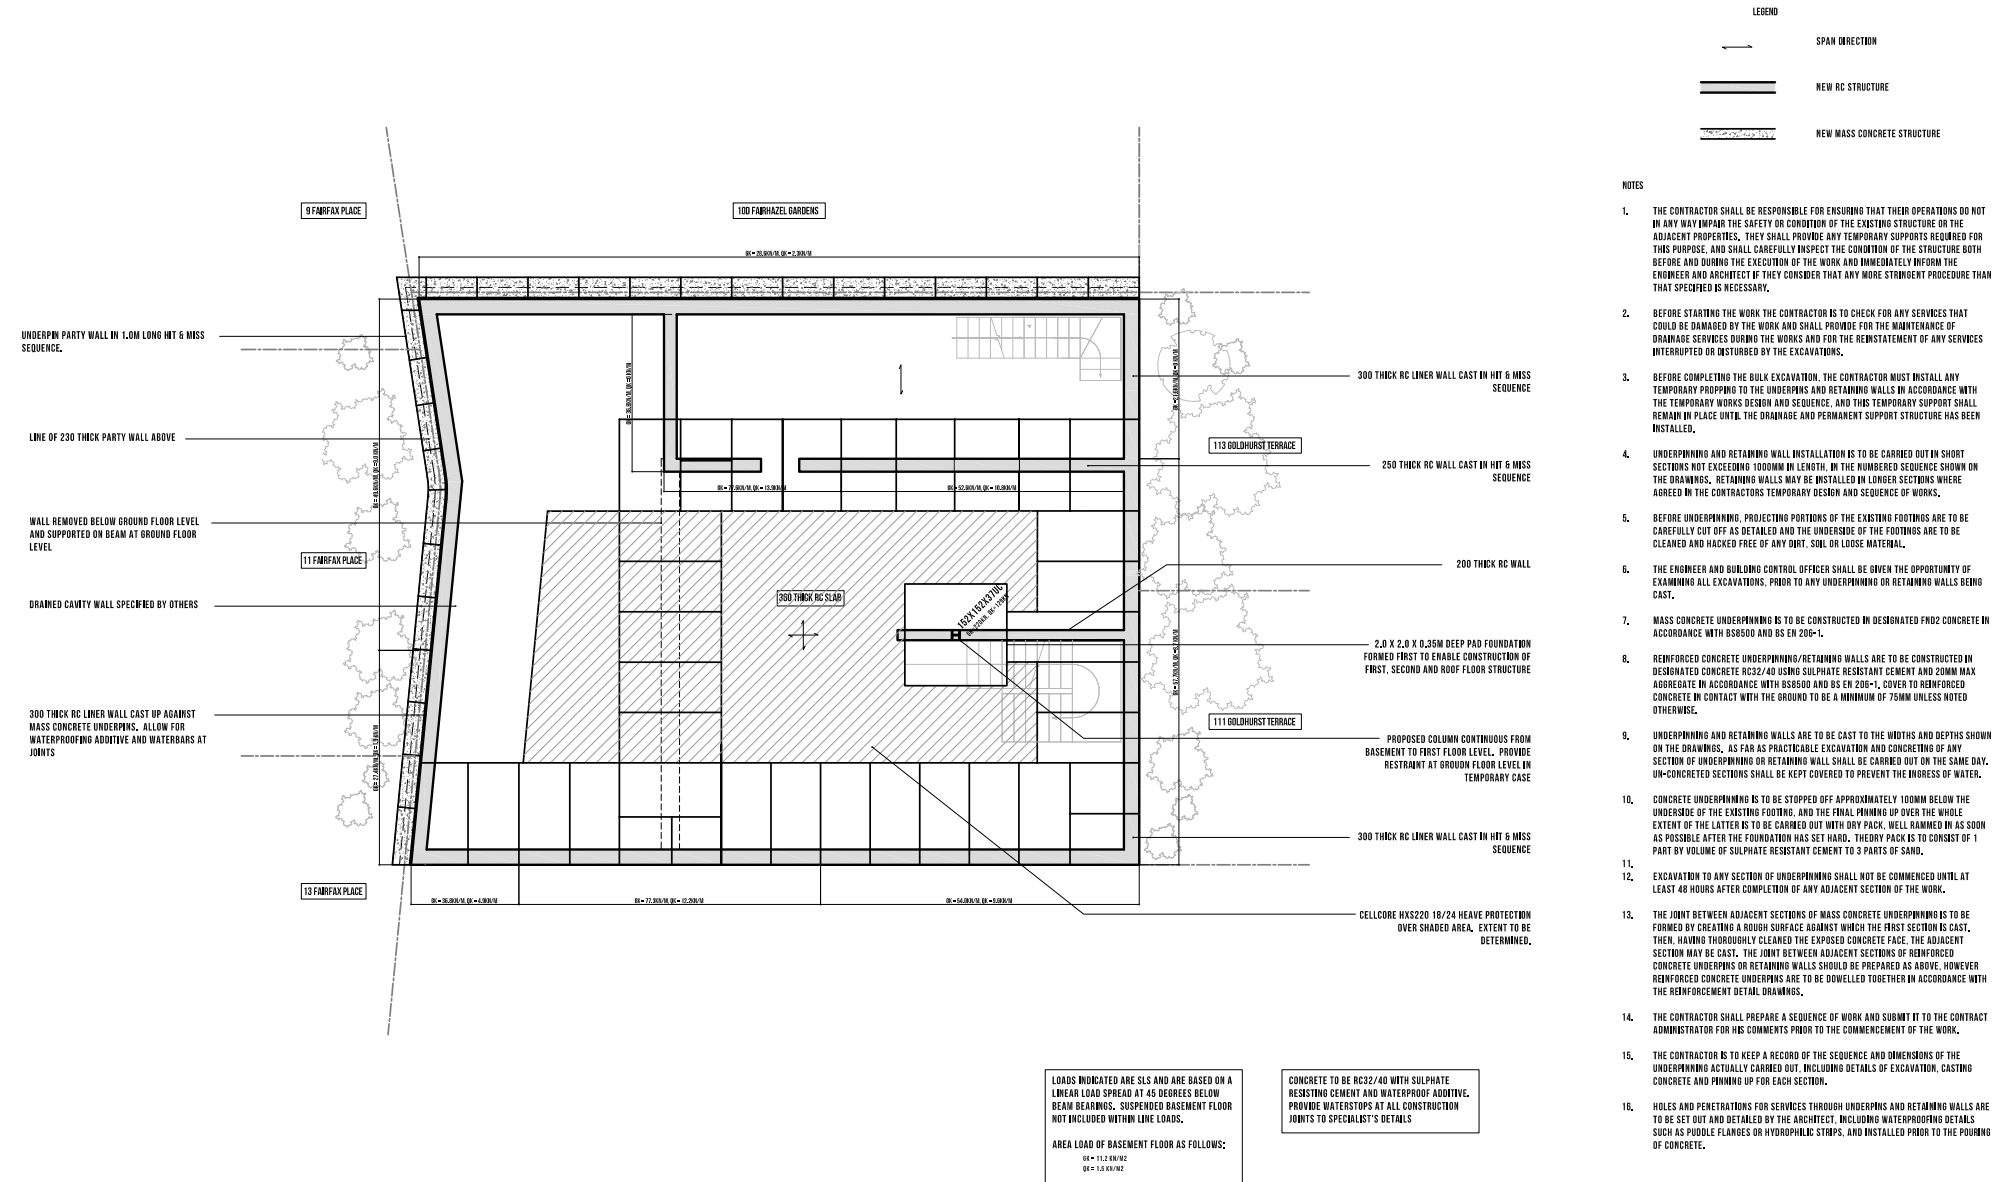 LEGEND
SPAN DIRECTION
NEW RC STRUCTURE
NEW MASS CONCRETE STRUCTURE
NOTES
1. THE CONTRACTOR SHALL BE RESPONSIBLE FOR ENSURING THAT THEIR OPERATIONS DO NOT
IN ANY WAY IMPAIR THE SAFETY OR CONDITION OF THE EXISTING STRUCTURE OR THE
ADJACENT PROPERTIES. THEY SHALL PROVIDE ANY TEMPORARY SUPPORTS REQUIRED FOR
THIS PURPOSE, AND SHALL CAREFULLY INSPECT THE CONDITION OF THE STRUCTURE BOTH
BEFORE AND DURING THE EXECUTION OF THE WORK AND IMMEDIATELY INFORM THE
ENGINEER AND ARCHITECT IF THEY CONSIDER THAT ANY MORE STRINGENT PROCEDURE THAN
THAT SPECIFIED IS NECESSARY.
2. BEFORE STARTING THE WORK THE CONTRACTOR IS TO CHECK FOR ANY SERVICES THAT
COULD BE DAMAGED BY THE WORK AND SHALL PROVIDE FOR THE MAINTENANCE OF
DRAINAGE SERVICES DURING THE WORKS AND FOR THE REINSTATEMENT OF ANY SERVICES
INTERRUPTED OR DISTURBED BY THE EXCAVATIONS.
3. BEFORE COMPLETING THE BULK EXCAVATION, THE CONTRACTOR MUST INSTALL ANY
TEMPORARY PROPPING TO THE UNDERPINS AND RETAINING WALLS IN ACCORDANCE WITH
THE TEMPORARY WORKS DESIGN AND SEQUENCE, AND THIS TEMPORARY SUPPORT SHALL
REMAIN IN PLACE UNTIL THE DRAINAGE AND PERMANENT SUPPORT STRUCTURE HAS BEEN
INSTALLED.
4. UNDERPINNING AND RETAINING WALL INSTALLATION IS TO BE CARRIED OUT IN SHORT
SECTIONS NOT EXCEEDING 1000MM IN LENGTH, IN THE NUMBERED SEQUENCE SHOWN ON
THE DRAWINGS. RETAINING WALLS MAY BE INSTALLED IN LONGER SECTIONS WHERE
AGREED IN THE CONTRACTORS TEMPORARY DESIGN AND SEQUENCE OF WORKS.
5. BEFORE UNDERPINNING, PROJECTING PORTIONS OF THE EXISTING FOOTINGS ARE TO BE
CAREFULLY CUT OFF AS DETAILED AND THE UNDERSIDE OF THE FOOTINGS ARE TO BE
CLEANED AND HACKED FREE OF ANY DIRT, SOIL OR LOOSE MATERIAL.
6. THE ENGINEER AND BUILDING CONTROL OFFICER SHALL BE GIVEN THE OPPORTUNITY OF
EXAMINING ALL EXCAVATIONS, PRIOR TO ANY UNDERPINNING OR RETAINING WALLS BEING
CAST.
7. MASS CONCRETE UNDERPINNING IS TO BE CONSTRUCTED IN DESIGNATED FND2 CONCRETE IN
ACCORDANCE WITH BS8500 AND BS EN 206-1.
8. REINFORCED CONCRETE UNDERPINNING/RETAINING WALLS ARE TO BE CONSTRUCTED IN
DESIGNATED CONCRETE RC32/40 USING SULPHATE RESISTANT CEMENT AND 20MM MAX
AGGREGATE IN ACCORDANCE WITH BS8500 AND BS EN 206-1. COVER TO REINFORCED
CONCRETE IN CONTACT WITH THE GROUND TO BE A MINIMUM OF 75MM UNLESS NOTED
OTHERWISE.
9. UNDERPINNING AND RETAINING WALLS ARE TO BE CAST TO THE WIDTHS AND DEPTHS SHOWN
ON THE DRAWINGS. AS FAR AS PRACTICABLE EXCAVATION AND CONCRETING OF ANY
SECTION OF UNDERPINNING OR RETAINING WALL SHALL BE CARRIED OUT ON THE SAME DAY.
UN-CONCRETED SECTIONS SHALL BE KEPT COVERED TO PREVENT THE INGRESS OF WATER.
10. CONCRETE UNDERPINNING IS TO BE STOPPED OFF APPROXIMATELY 100MM BELOW THE
UNDERSIDE OF THE EXISTING FOOTING, AND THE FINAL PINNING UP OVER THE WHOLE
EXTENT OF THE LATTER IS TO BE CARRIED OUT WITH DRY PACK, WELL RAMMED IN AS SOON
AS POSSIBLE AFTER THE FOUNDATION HAS SET HARD. THEDRY PACK IS TO CONSIST OF 1
PART BY VOLUME OF SULPHATE RESISTANT CEMENT TO 3 PARTS OF SAND.
11.
12. EXCAVATION TO ANY SECTION OF UNDERPINNING SHALL NOT BE COMMENCED UNTIL AT
LEAST 48 HOURS AFTER COMPLETION OF ANY ADJACENT SECTION OF THE WORK.
13. THE JOINT BETWEEN ADJACENT SECTIONS OF MASS CONCRETE UNDERPINNING IS TO BE
FORMED BY CREATING A ROUGH SURFACE AGAINST WHICH THE FIRST SECTION IS CAST.
THEN, HAVING THOROUGHLY CLEANED THE EXPOSED CONCRETE FACE, THE ADJACENT
SECTION MAY BE CAST. THE JOINT BETWEEN ADJACENT SECTIONS OF REINFORCED
CONCRETE UNDERPINS OR RETAINING WALLS SHOULD BE PREPARED AS ABOVE, HOWEVER
REINFORCED CONCRETE UNDERPINS ARE TO BE DOWELLED TOGETHER IN ACCORDANCE WITH
THE REINFORCEMENT DETAIL DRAWINGS.
14. THE CONTRACTOR SHALL PREPARE A SEQUENCE OF WORK AND SUBMIT IT TO THE CONTRACT
ADMINISTRATOR FOR HIS COMMENTS PRIOR TO THE COMMENCEMENT OF THE WORK.
15. THE CONTRACTOR IS TO KEEP A RECORD OF THE SEQUENCE AND DIMENSIONS OF THE
UNDERPINNING ACTUALLY CARRIED OUT, INCLUDING DETAILS OF EXCAVATION, CASTING
CONCRETE AND PINNING UP FOR EACH SECTION.
16. HOLES AND PENETRATIONS FOR SERVICES THROUGH UNDERPINS AND RETAINING WALLS ARE
TO BE SET OUT AND DETAILED BY THE ARCHITECT, INCLUDING WATERPROOFING DETAILS
SUCH AS PUDDLE FLANGES OR HYDROPHILIC STRIPS, AND INSTALLED PRIOR TO THE POURING
OF CONCRETE.
9 FAIRFAX PLACE
10D FAIRHAZEL GARDENS
GK = 28.6KN/M, QK = 2.3KN/M
UNDERPIN PARTY WALL IN 1.0M LONG HIT & MISS
SEQUENCE.
LINE OF 230 THICK PARTY WALL ABOVE
WALL REMOVED BELOW GROUND FLOOR LEVEL
AND SUPPORTED ON BEAM AT GROUND FLOOR
LEVEL
11 FAIRFAX PLACE
DRAINED CAVITY WALL SPECIFIED BY OTHERS
300 THICK RC LINER WALL CAST UP AGAINST
MASS CONCRETE UNDERPINS. ALLOW FOR
WATERPROOFING ADDITIVE AND WATERBARS AT
JOINTS
13 FAIRFAX PLACE
300 THICK RC LINER WALL CAST IN HIT & MISS
SEQUENCE
113 GOLDHURST TERRACE
250 THICK RC WALL CAST IN HIT & MISS
SEQUENCE
GK = 77.6KN/M, QK = 13.9KN/M
GK = 52.6KN/M, QK = 10.8KN/M
200 THICK RC WALL
350 THICK RC SLAB
152X152X37UC
2.0 X 2.0 X 0.35M DEEP PAD FOUNDATION
FORMED FIRST TO ENABLE CONSTRUCTION OF
FIRST, SECOND AND ROOF FLOOR STRUCTURE
111 GOLDHURST TERRACE
PROPOSED COLUMN CONTINUOUS FROM
BASEMENT TO FIRST FLOOR LEVEL. PROVIDE
RESTRAINT AT GROUDN FLOOR LEVEL IN
TEMPORARY CASE
300 THICK RC LINER WALL CAST IN HIT & MISS
SEQUENCE
GK = 36.8KN/M, QK = 4.9KN/M
GK = 77.3KN/M, QK = 12.2KN/M
GK = 54.0KN/M, QK = 9.6KN/M
CELLCORE HXS220 18/24 HEAVE PROTECTION
OVER SHADED AREA. EXTENT TO BE
DETERMINED.
LOADS INDICATED ARE SLS AND ARE BASED ON A
LINEAR LOAD SPREAD AT 45 DEGREES BELOW
BEAM BEARINGS. SUSPENDED BASEMENT FLOOR
NOT INCLUDED WITHIN LINE LOADS.
AREA LOAD OF BASEMENT FLOOR AS FOLLOWS:
GK = 11.2 KN/M2
QK = 1.5 KN/M2
CONCRETE TO BE RC32/40 WITH SULPHATE
RESISTING CEMENT AND WATERPROOF ADDITIVE.
PROVIDE WATERSTOPS AT ALL CONSTRUCTION
JOINTS TO SPECIALIST'S DETAILS